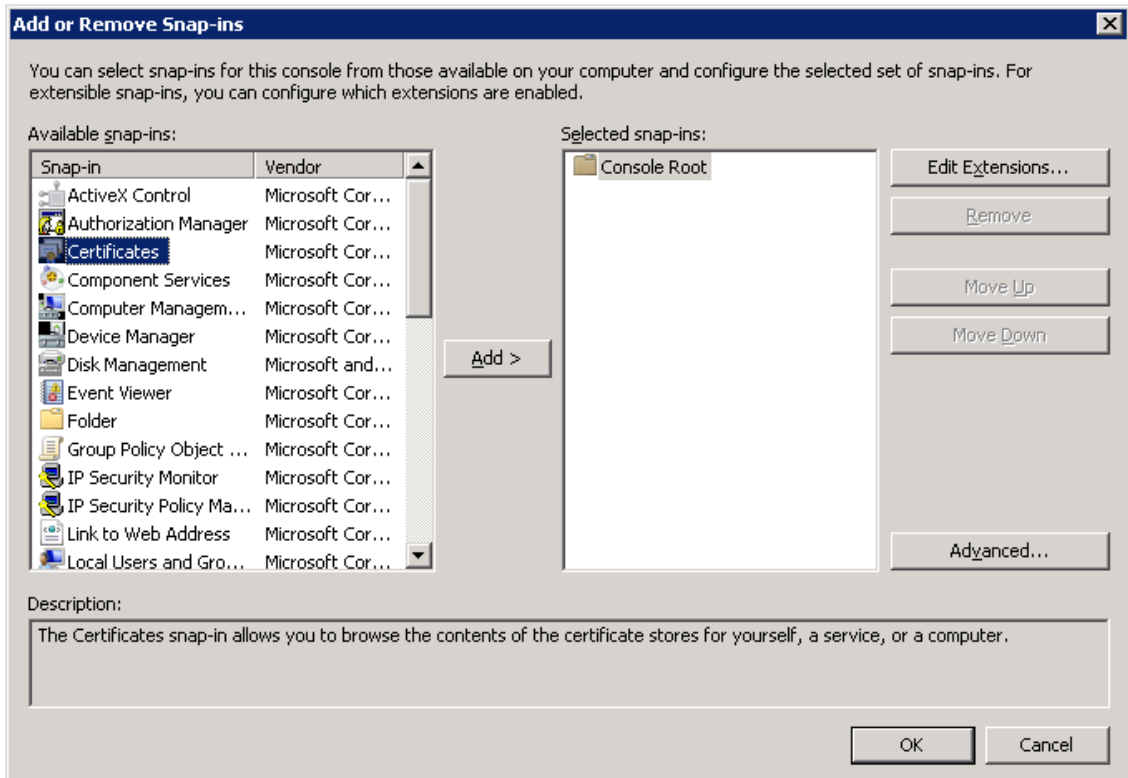 Add or Remove Snap-ins
You can select snap-ins for this console from those available on your computer and configure the selected set of snap-ins. For
extensible snap-ins, you can configure which extensions are enabled.
Available snap-ins:
Selected snap-ins:
Snap-in Vendor
ActiveX Control Microsoft Cor...
Authorization Manager Microsoft Cor...
Certificates Microsoft Cor...
Component Services Microsoft Cor...
Computer Managem... Microsoft Cor...
Device Manager Microsoft Cor...
Disk Management Microsoft and...
Event Viewer Microsoft Cor...
Folder Microsoft Cor...
Group Policy Object ... Microsoft Cor...
IP Security Monitor Microsoft Cor...
IP Security Policy Ma... Microsoft Cor...
Link to Web Address Microsoft Cor...
Local Users and Gro... Microsoft Cor...
Add >
Console Root
Edit Extensions...
Remove
Move Up
Move Down
Advanced...
Description:
The Certificates snap-in allows you to browse the contents of the certificate stores for yourself, a service, or a computer.
OK
Cancel